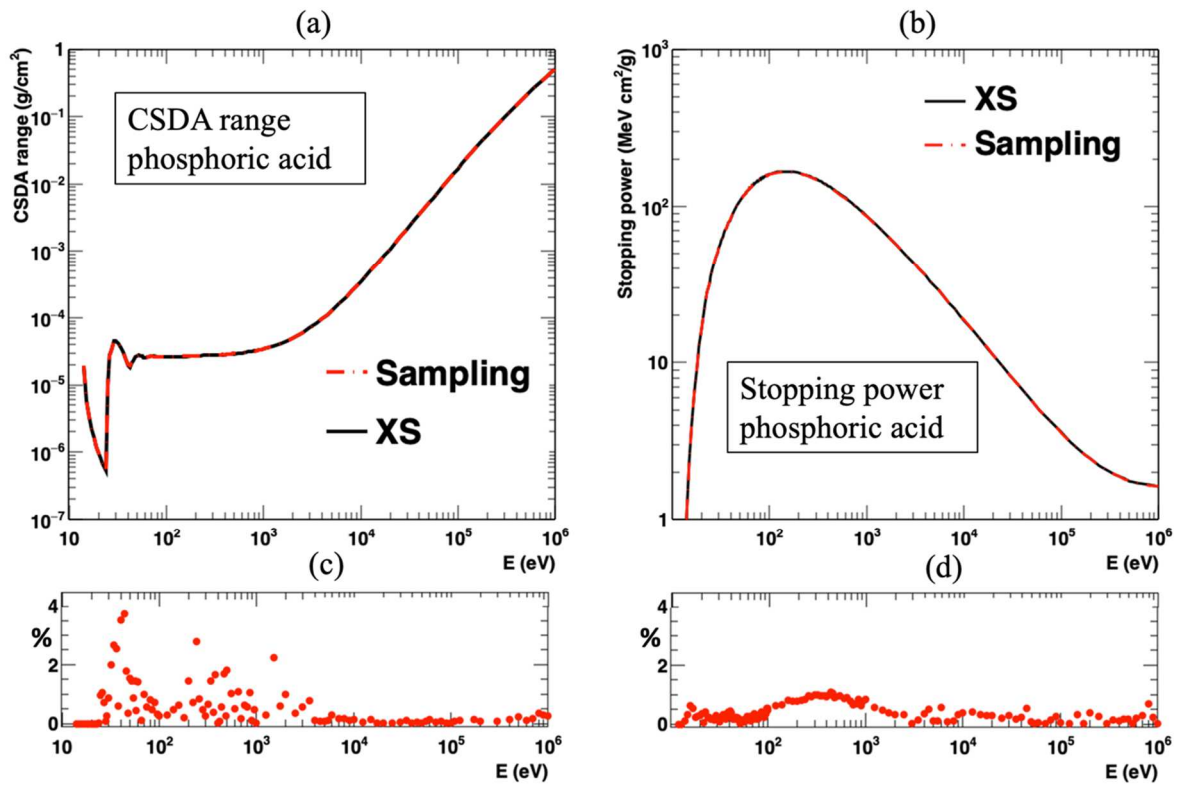 (a)
CSDA range (g/cm²)
1
10⁻¹
10⁻²
10⁻³
10⁻⁴
10⁻⁵
10⁻⁶
10⁻⁷
CSDA range
phosphoric acid
Sampling
XS
10 10² 10³ 10⁴ 10⁵ 10⁶
E (eV)
(b)
Stopping power (MeV cm²/g)
10³
10²
10
1
XS
Sampling
Stopping power
phosphoric acid
10² 10³ 10⁴ 10⁵ 10⁶
E (eV)
(c)
%
4
2
0
10 10² 10³ 10⁴ 10⁵ 10⁶
E (eV)
(d)
%
4
2
0
10² 10³ 10⁴ 10⁵ 10⁶
E (eV)